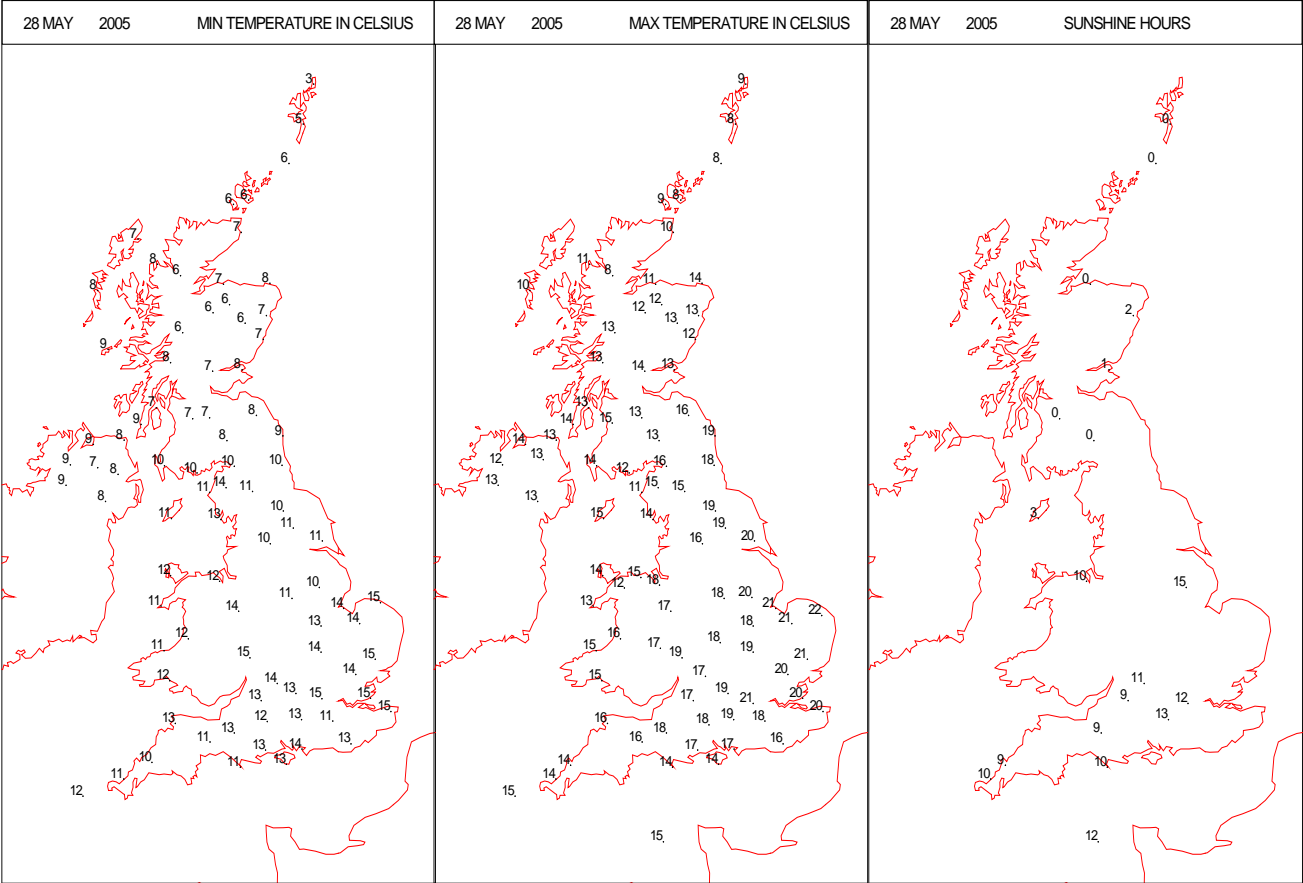 28 MAY 2005 MIN TEMPERATURE IN CELSIUS
3.
5.
6.
6. 6.
7.
7.
8.
6.
7. 8.
8.
6.
6. 7.
6.
6. 7.
9.
8. 7. 8.
7.
7. 7. 8.
9.
9. 8. 8. 9.
9. 7. 10. 10. 10. 10.
8.
9. 14. 11. 11.
8.
10.
11. 13.
11.
10. 11.
12. 12.
10.
11. 11. 15.
14. 14.
13. 14.
12.
11. 15. 14. 15.
12. 14. 14.
13. 13. 15. 15.
15.
13. 12. 13. 11.
13.
11. 13. 14. 13.
10. 11. 13.
11.
12.
28 MAY 2005 MAX TEMPERATURE IN CELSIUS
9.
8.
8.
9. 8.
10.
11.
8.
10. 11. 14.
12. 12. 13.
13. 13. 12.
13. 14. 13.
13. 16.
14. 15. 13.
14. 13. 13. 19.
12. 13. 14. 12. 16. 19.
13. 11. 15. 16.
13.
15. 14. 19.
19.
16. 20.
14. 12. 15. 18.
13. 17. 18. 20. 21. 22.
18. 21.
15. 16. 17. 19. 18. 19. 21.
15. 17. 20.
17. 19. 21. 20.
20.
16. 18. 18. 19. 18.
16. 17. 17. 16.
14. 14. 14. 14.
15.
15.
28 MAY 2005 SUNSHINE HOURS
0.
0.
0.
2.
1.
0.
0.
3.
10. 15.
11.
9. 12.
9. 13.
9. 10.
10.
12.